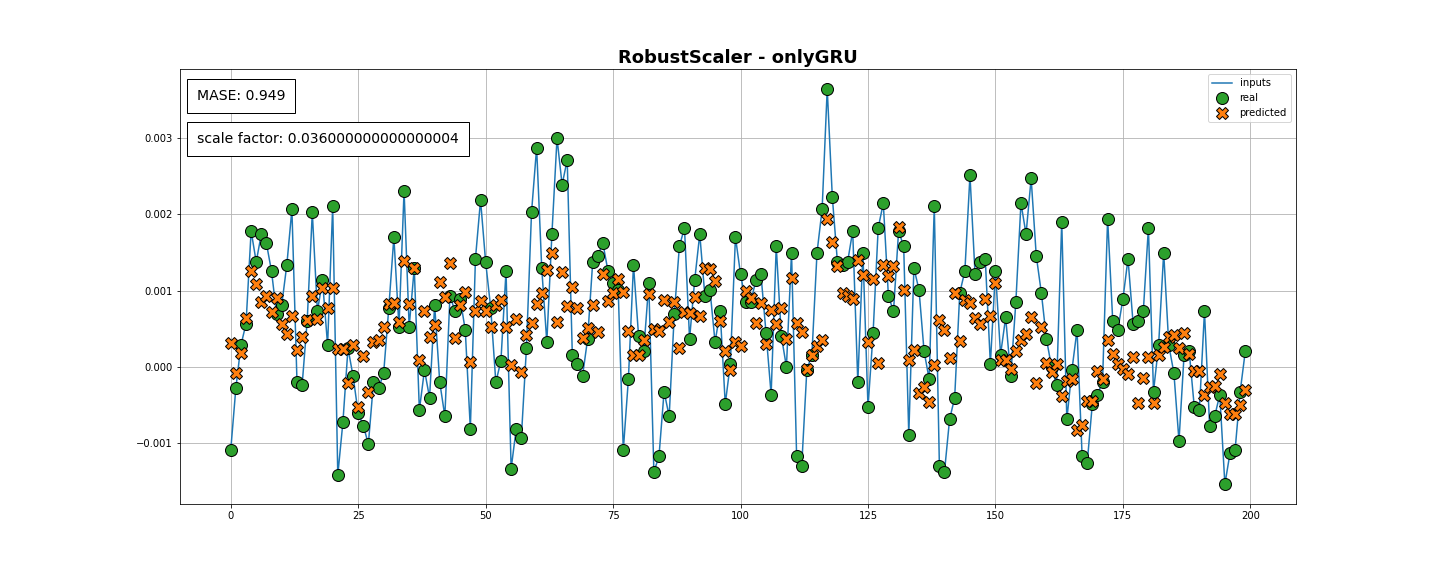 RobustScaler - onlyGRU
MASE: 0.949
scale factor: 0.036000000000000004
inputs
real
predicted
0.003
0.002
0.001
0.000
−0.001
0 25 50 75 100 125 150 175 200